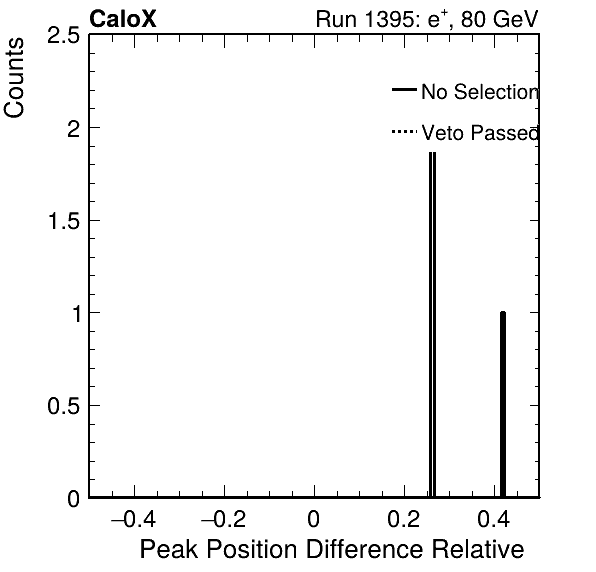 CaloX Run 1395: e⁺, 80 GeV
Counts
2.5
2
1.5
1
0.5
0
No Selection
Veto Passed
−0.4 −0.2 0 0.2 0.4
Peak Position Difference Relative